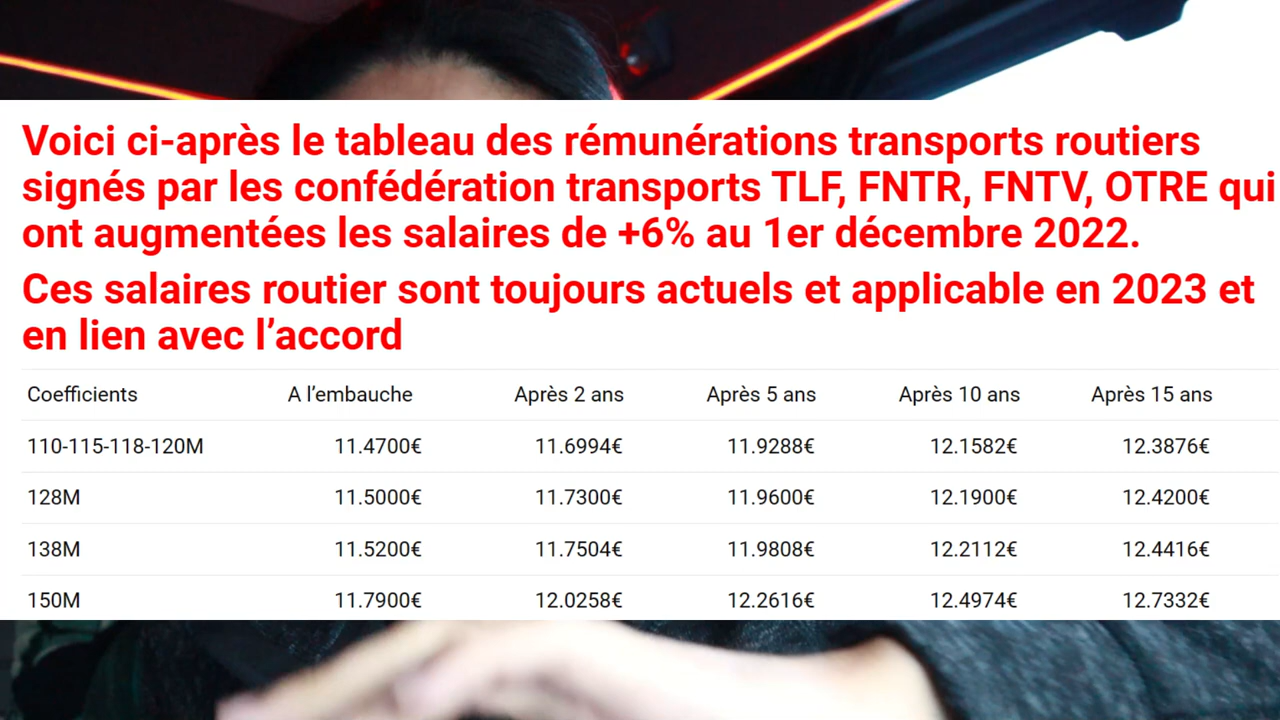 Voici ci-après le tableau des rémunérations transports routiers
signés par les confédération transports TLF, FNTR, FNTV, OTRE qui
ont augmentées les salaires de +6% au 1er décembre 2022.
Ces salaires routier sont toujours actuels et applicable en 2023 et
en lien avec l’accord
Coefficients A l’embauche Après 2 ans Après 5 ans Après 10 ans Après 15 ans
110-115-118-120M 11.4700€ 11.6994€ 11.9288€ 12.1582€ 12.3876€
128M 11.5000€ 11.7300€ 11.9600€ 12.1900€ 12.4200€
138M 11.5200€ 11.7504€ 11.9808€ 12.2112€ 12.4416€
150M 11.7900€ 12.0258€ 12.2616€ 12.4974€ 12.7332€